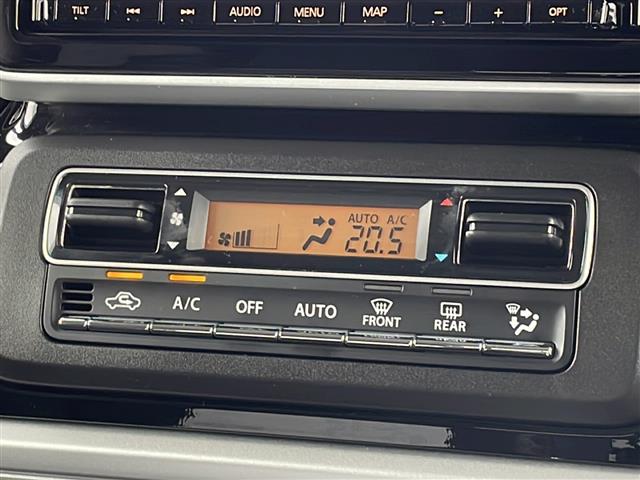 TILT AUDIO MENU MAP − + OPT
AUTO A/C
20.5
A/C OFF AUTO FRONT REAR